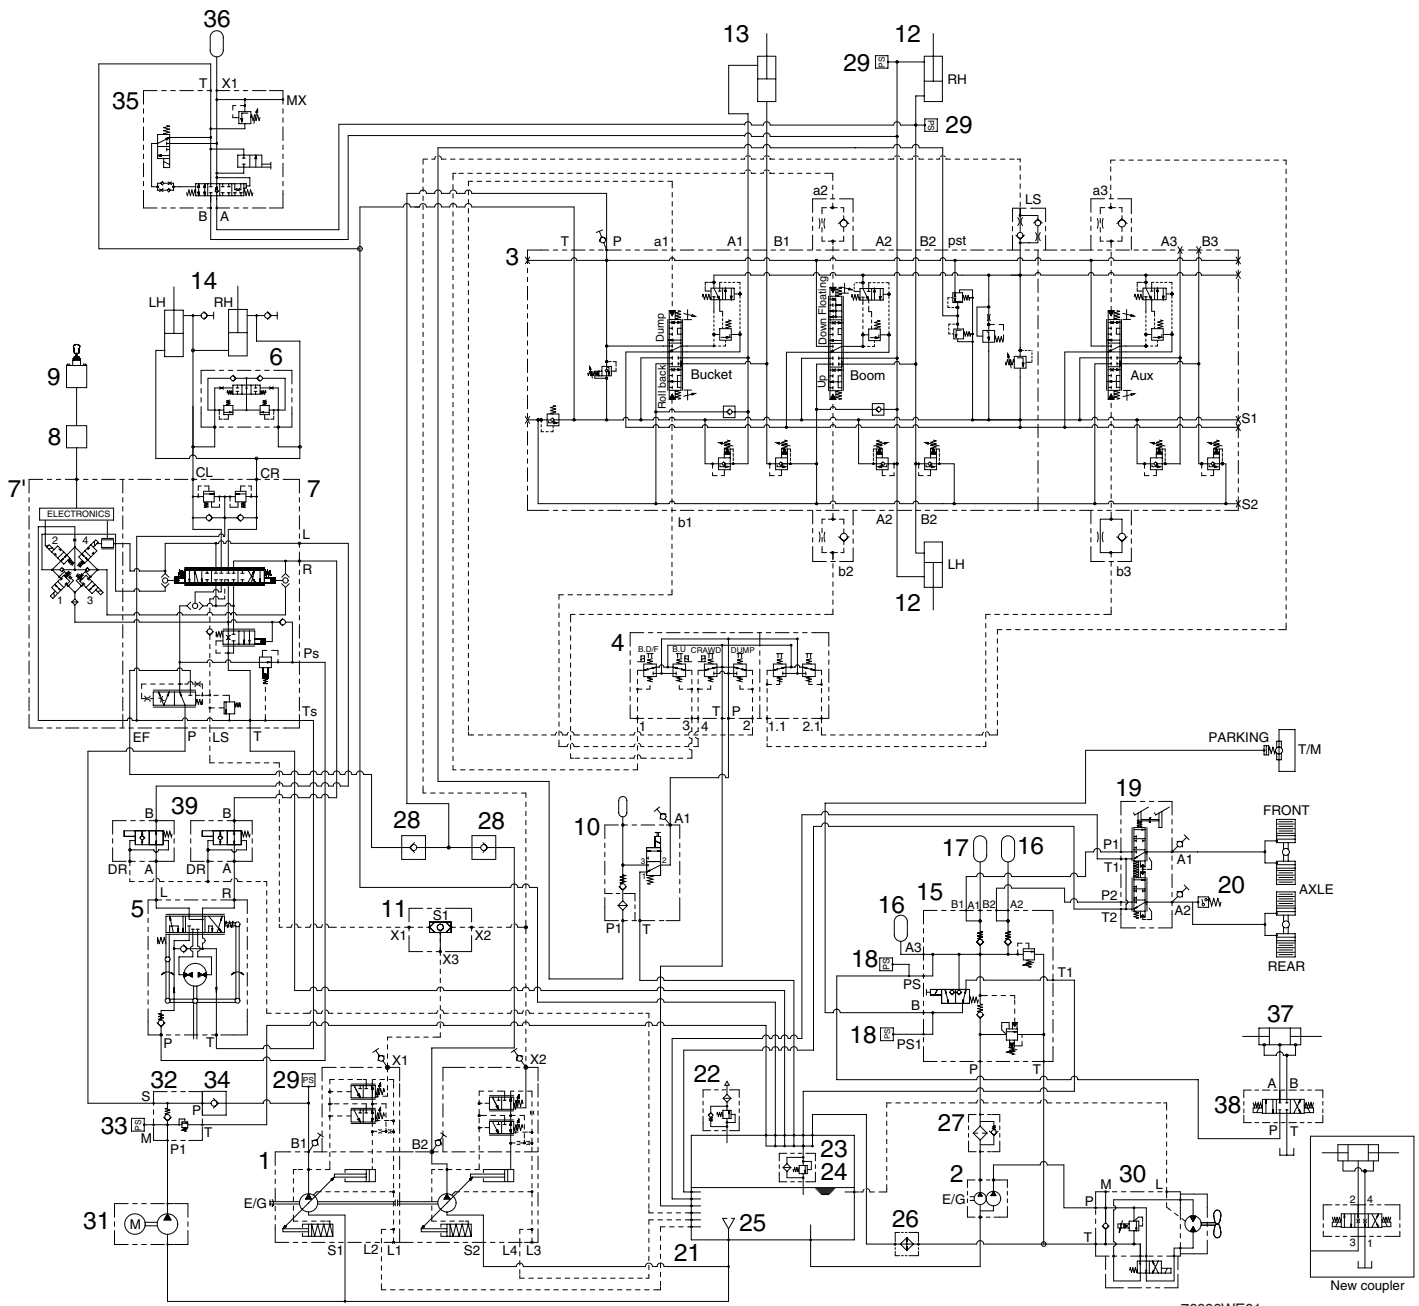 36
13
12
29 PS
RH
T X1
MX
35
PS 29
B A
a2
LS
a3
T P a1 A1 B1 A2 B2 pst A3 B3
3
14
LH RH
Dump
Roll back
Bucket
Down Floating
Up
Boom
Aux
6
9
8
S1
S2
CL CR
7' 7
ELECTRONICS
L
R
2 4
1 3
b1
A2 B2
b2
LH
b3
12
4
B.D/F B.U CRAWD DUMP
Ps
Ts
T P
1 3 4 2 1.1 2.1
EF P LS T
PARKING
T/M
39
B B
DR A DR A
28 28
10
A1
3 2
1
P1 T
19
FRONT
P1
T1
A1
P2
T2
A2
20
AXLE
REAR
17 16
15
B1 A1 B2 A2
16
A3
L R
5
11
S1
X1 X2
X3
18 PS
PS
T1
B
18 PS
PS1
P T
P T
37
A B
38
P T
X1 X2
32 34
29 PS
S
P
33 PS
M
T
P1
B1 B2
22
23
24
27
2
E/G
30
M L
P
T
1
E/G
31
M
25
26
21
S1 L2 L1 S2 L4 L3
2 4
3 1
New coupler